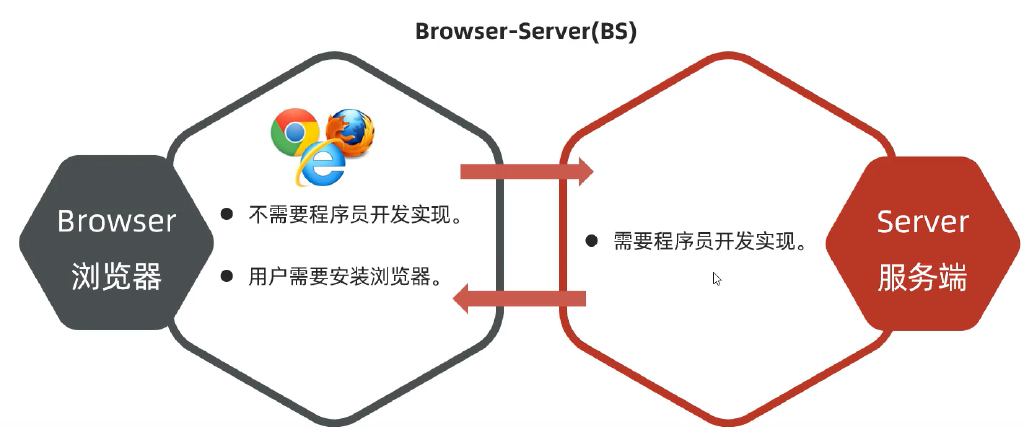 Browser-Server(BS)
Browser
浏览器
● 不需要程序员开发实现。
● 用户需要安装浏览器。
● 需要程序员开发实现。
Server
服务端